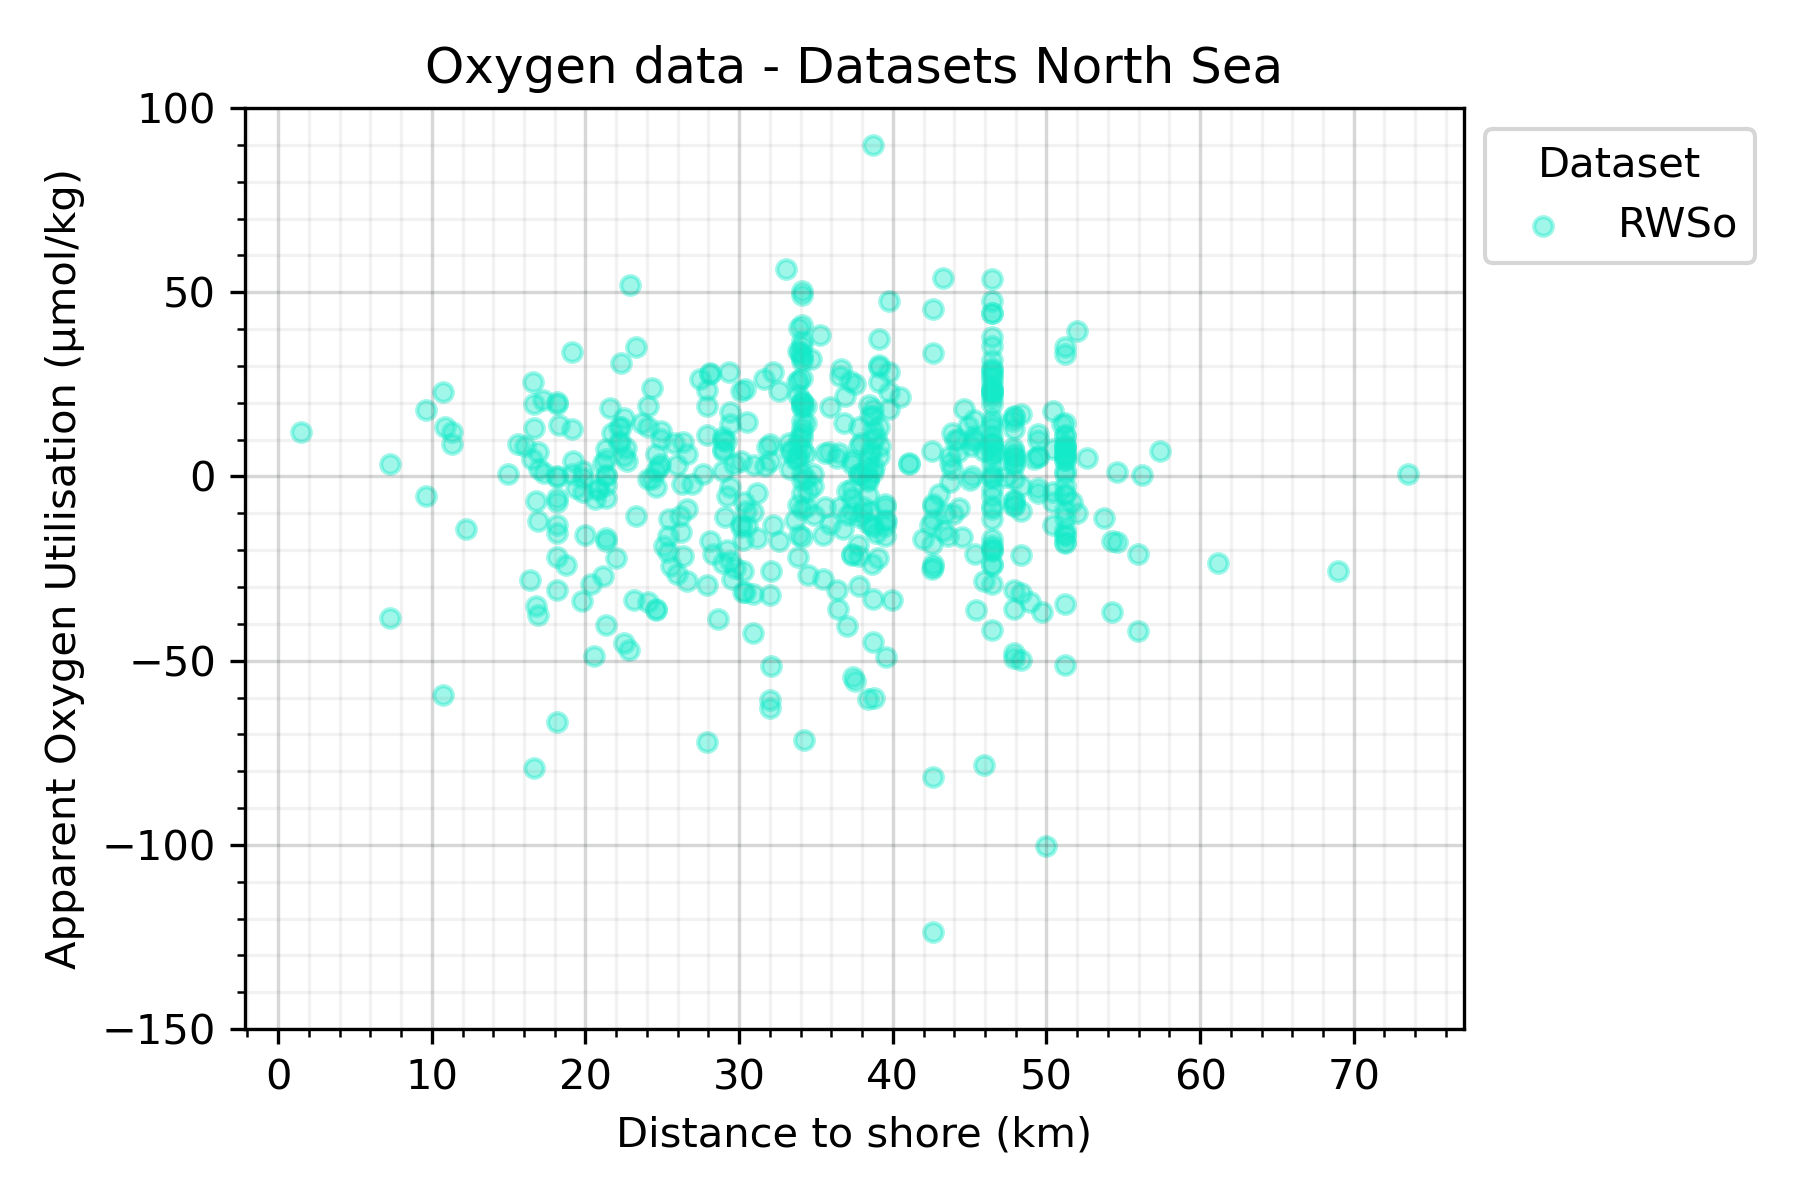 Oxygen data - Datasets North Sea
Apparent Oxygen Utilisation (μmol/kg)
100
50
0
−50
−100
−150
0 10 20 30 40 50 60 70
Distance to shore (km)
Dataset
RWSo